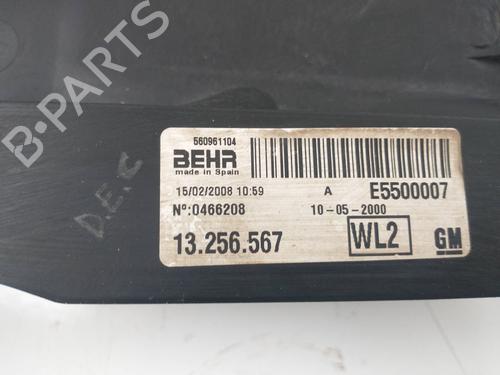 560961104
BEHR
made in Spain
15/02/2008 10:59 A E5500007
Nº:0466208 10-05-2000
13.256.567 WL2 GM
D.E.C
B-PARTS